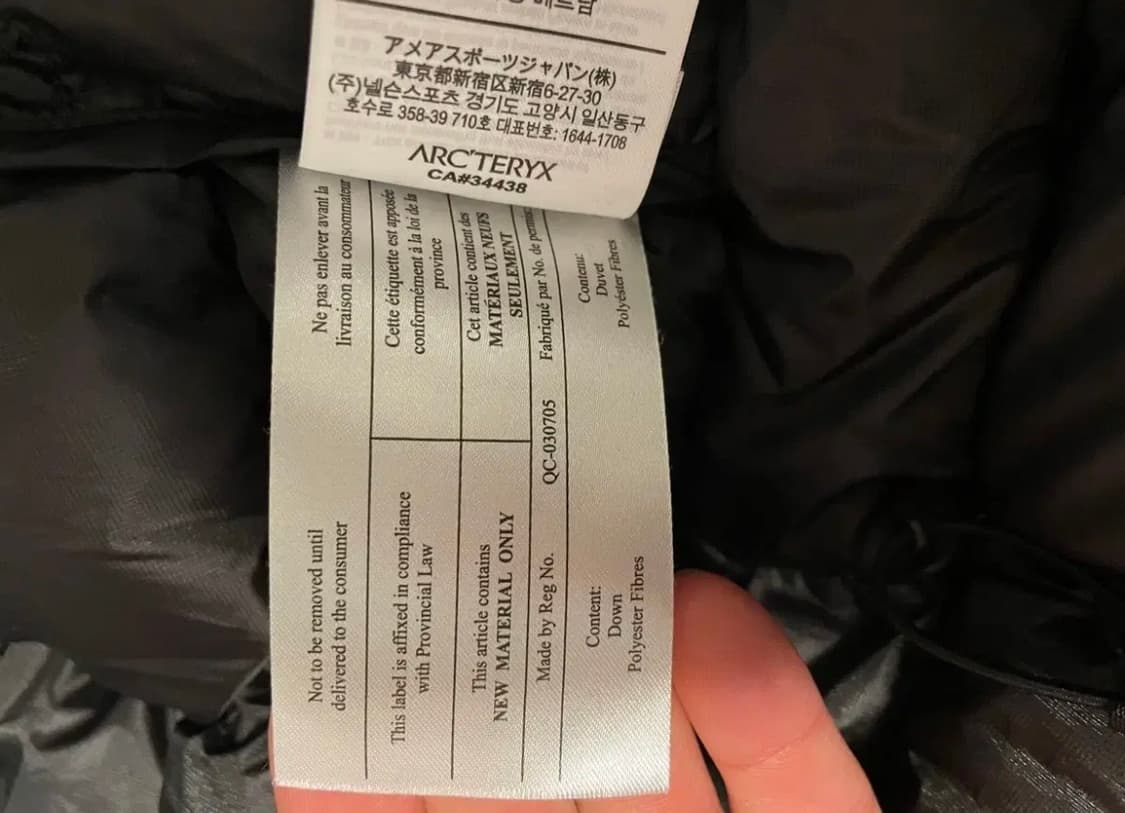 베트남
アメアスポーツジャパン(株)
東京都新宿区新宿6-27-30
(주)넬슨스포츠 경기도 고양시 일산동구
호수로 358-39 710호 대표번호: 1644-1708
ARC'TERYX
CA#34438
Not to be removed until
delivered to the consumer
Ne pas enlever avant la
livraison au consommateur
This label is affixed in compliance
with Provincial Law
Cette étiquette est apposée
conformément à la loi de la
province
This article contains
NEW MATERIAL ONLY
Cet article contient des
MATÉRIAUX NEUFS
SEULEMENT
Made by Reg No. QC-030705 Fabriqué par No. de permis
Content:
Down
Polyester Fibres
Contenu:
Duvet
Polyéster Fibres